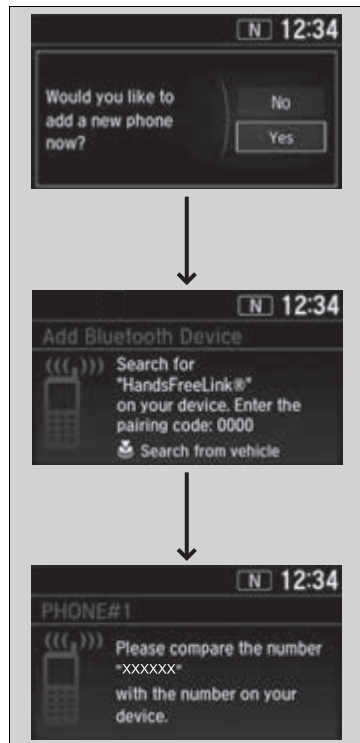 N 12:34
Would you like to
add a new phone
now?
No
Yes
N 12:34
Add Bluetooth Device
Search for
"HandsFreeLink®"
on your device. Enter the
pairing code: 0000
Search from vehicle
N 12:34
PHONE#1
Please compare the number
"XXXXXX"
with the number on your
device.